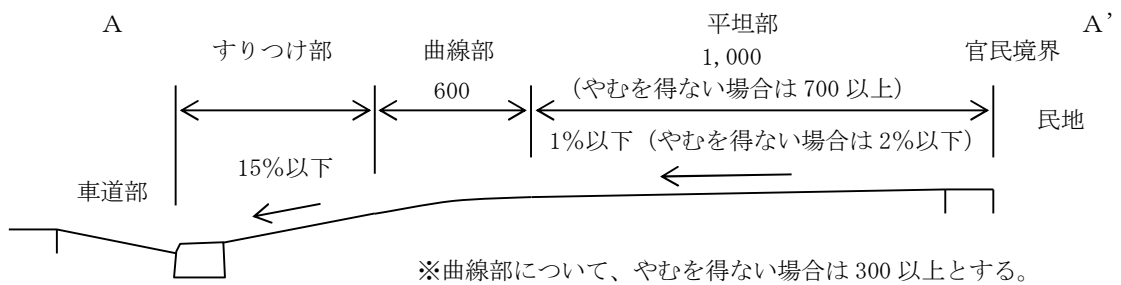 A
A’
平坦部
すりつけ部
曲線部
1,000
官民境界
600
（やむを得ない場合は 700 以上）
民地
1%以下（やむを得ない場合は 2%以下）
15%以下
車道部
※曲線部について、やむを得ない場合は 300 以上とする。